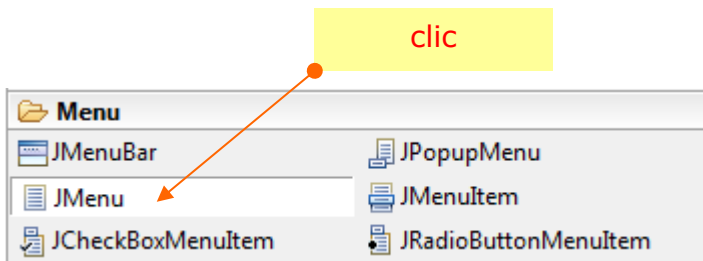 clic
Menu
JMenuBar JPopupMenu
JMenu JMenuItem
JCheckBoxMenuItem JRadioButtonMenuItem